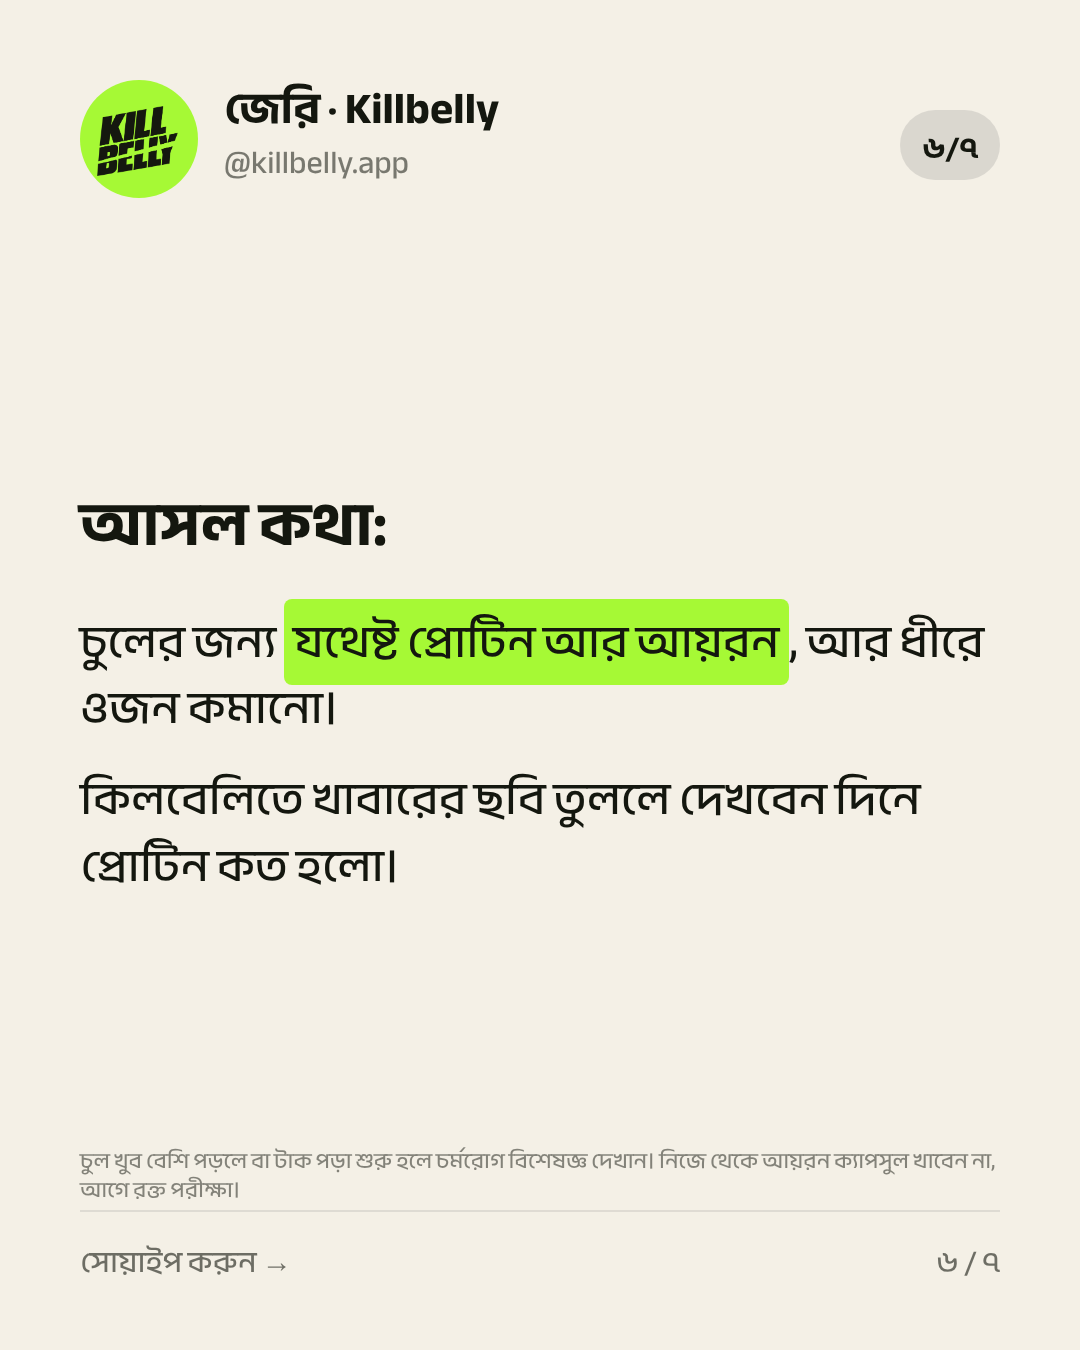 KILL
BELLY
জেরি · Killbelly
@killbelly.app
৬/৭
আসল কথা:
চুলের জন্য যথেষ্ট প্রোটিন আর আয়রন, আর ধীরে
ওজন কমানো।
কিলবেলিতে খাবারের ছবি তুললে দেখবেন দিনে
প্রোটিন কত হলো।
চুল খুব বেশি পড়লে বা টাক পড়া শুরু হলে চর্মরোগ বিশেষজ্ঞ দেখান। নিজে থেকে আয়রন ক্যাপসুল খাবেন না,
আগে রক্ত পরীক্ষা।
সোয়াইপ করুন →
৬ / ৭